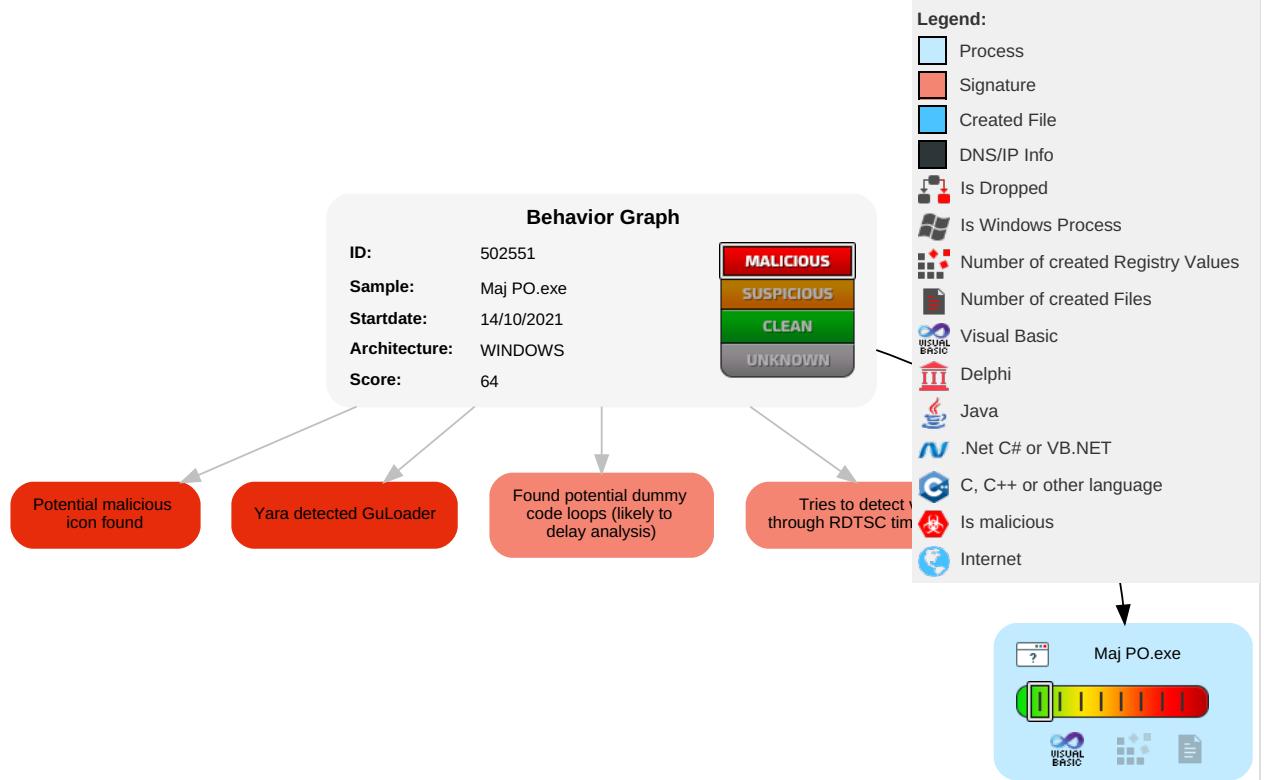 Legend:
Process
Signature
Created File
DNS/IP Info
Is Dropped
Is Windows Process
Number of created Registry Values
Number of created Files
VISUAL
BASIC
Visual Basic
Delphi
Java
.Net C# or VB.NET
C, C++ or other language
Is malicious
Internet
Behavior Graph
ID: 502551
Sample: Maj PO.exe
Startdate: 14/10/2021
Architecture: WINDOWS
Score: 64
MALICIOUS
SUSPICIOUS
CLEAN
UNKNOWN
Potential malicious
icon found
Yara detected GuLoader
Found potential dummy
code loops (likely to
delay analysis)
Tries to detect
through RDTSC
Maj PO.exe
?
VISUAL
BASIC